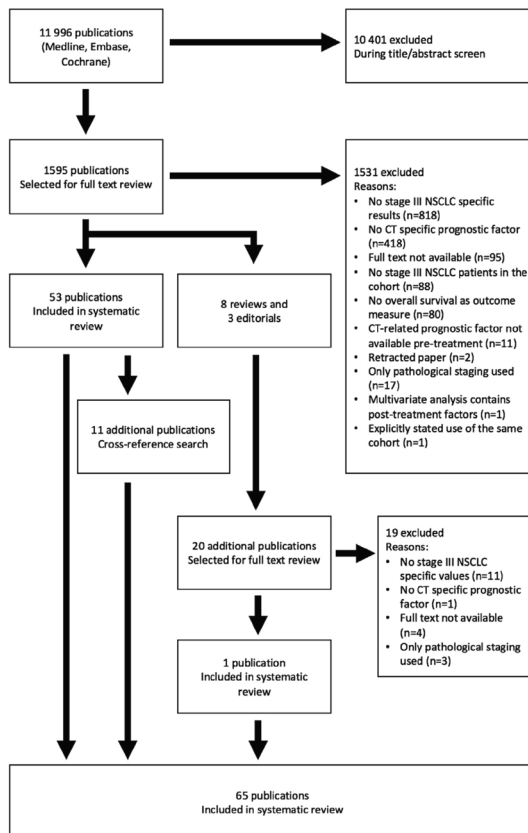 11 996 publications
(Medline, Embase,
Cochrane)
10 401 excluded
During title/abstract screen
1595 publications
Selected for full text review
1531 excluded
Reasons:
• No stage III NSCLC specific
results (n=818)
• No CT specific prognostic factor
(n=418)
• Full text not available (n=95)
• No stage III NSCLC patients in the
cohort (n=88)
• No overall survival as outcome
measure (n=80)
• CT-related prognostic factor not
available pre-treatment (n=11)
• Retracted paper (n=2)
• Only pathological staging used
(n=17)
• Multivariate analysis contains
post-treatment factors (n=1)
• Explicitly stated use of the same
cohort (n=1)
53 publications
Included in systematic
review
8 reviews and
3 editorials
11 additional publications
Cross-reference search
20 additional publications
Selected for full text review
19 excluded
Reasons:
• No stage III NSCLC
specific values (n=11)
• No CT specific prognostic
factor (n=1)
• Full text not available
(n=4)
• Only pathological staging
used (n=3)
1 publication
Included in systematic
review
65 publications
Included in systematic review